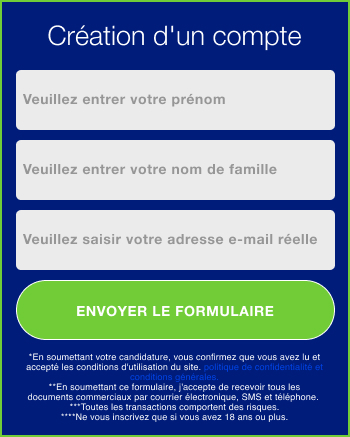 Création d'un compte
Veuillez entrer votre prénom
Veuillez entrer votre nom de famille
Veuillez saisir votre adresse e-mail réelle
ENVOYER LE FORMULAIRE
*En soumettant votre candidature, vous confirmez que vous avez lu et
accepté les conditions d'utilisation du site. politique de confidentialité et
conditions générales.
**En soumettant ce formulaire, j'accepte de recevoir tous les
documents commerciaux par courrier électronique, SMS et téléphone.
***Toutes les transactions comportent des risques.
****Ne vous inscrivez que si vous avez 18 ans ou plus.